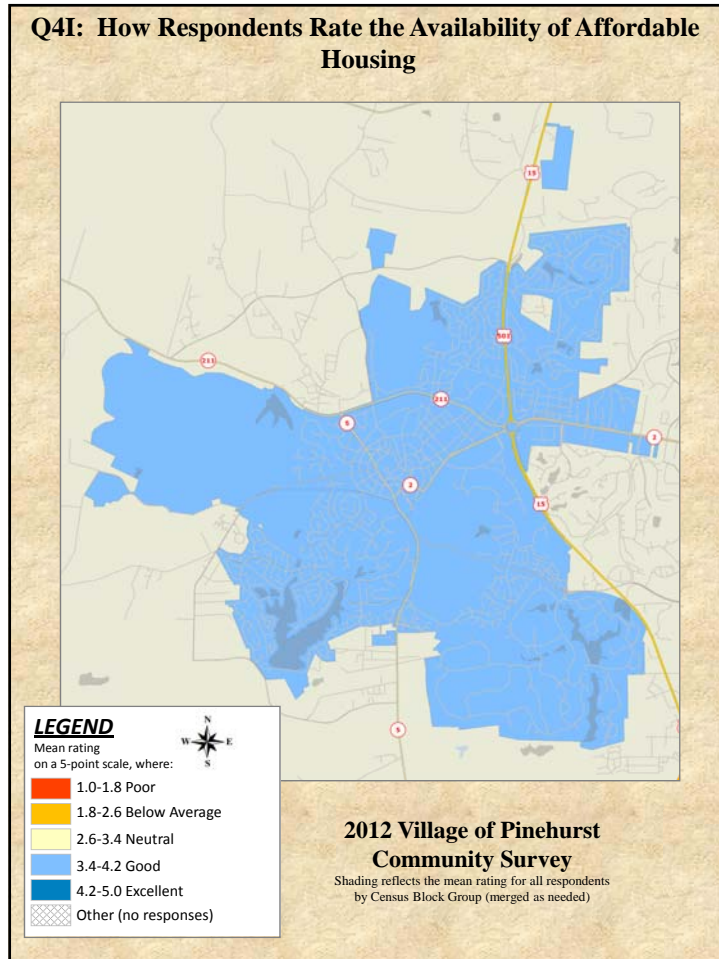 Q4I: How Respondents Rate the Availability of Affordable
Housing
15
501
211
211
5
2
2
15
5
LEGEND
Mean rating
on a 5-point scale, where:
N
W E
S
1.0-1.8 Poor
1.8-2.6 Below Average
2.6-3.4 Neutral
3.4-4.2 Good
4.2-5.0 Excellent
Other (no responses)
2012 Village of Pinehurst
Community Survey
Shading reflects the mean rating for all respondents
by Census Block Group (merged as needed)